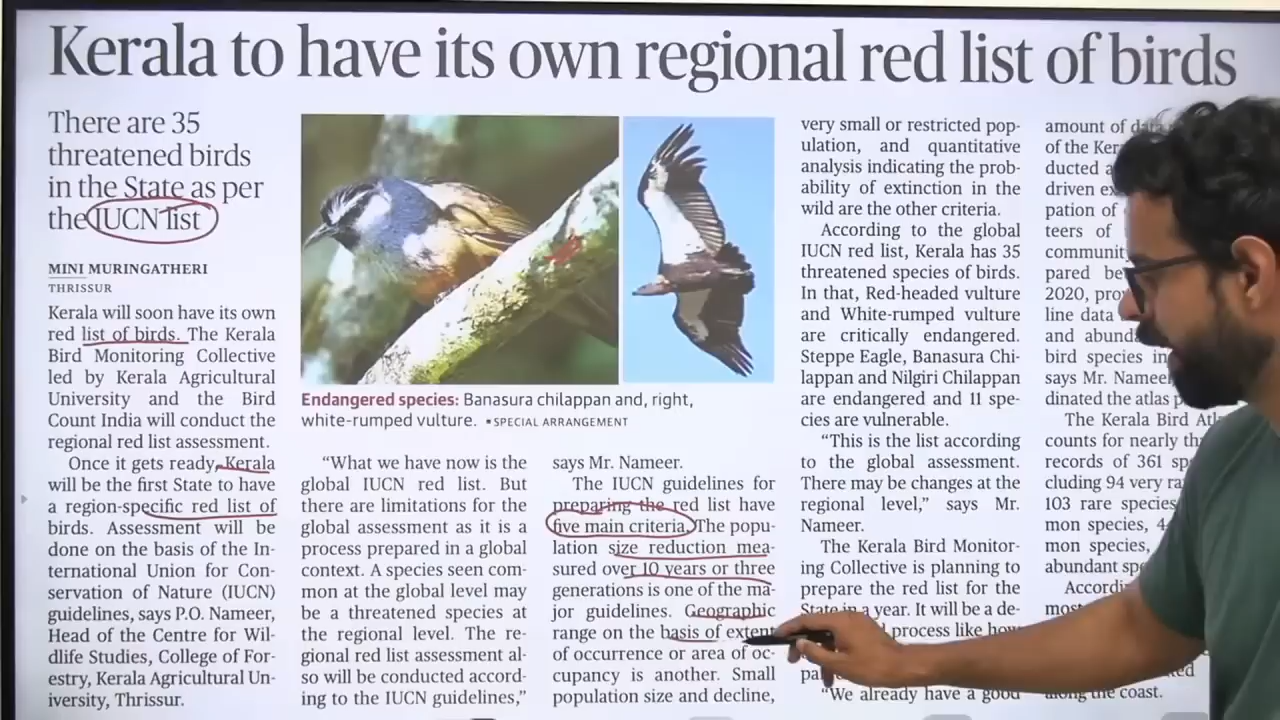 Kerala to have its own regional red list of birds
There are 35
threatened birds
in the State as per
the IUCN list
MINI MURINGATHERI
THRISSUR
Kerala will soon have its own
red list of birds. The Kerala
Bird Monitoring Collective
led by Kerala Agricultural
University and the Bird
Count India will conduct the
regional red list assessment.
Once it gets ready, Kerala
will be the first State to have
a region-specific red list of
birds. Assessment will be
done on the basis of the In-
ternational Union for Con-
servation of Nature (IUCN)
guidelines, says P.O. Nameer,
Head of the Centre for Wil-
dlife Studies, College of For-
estry, Kerala Agricultural Un-
iversity, Thrissur.
Endangered species: Banasura chilappan and, right,
white-rumped vulture. ▪SPECIAL ARRANGEMENT
“What we have now is the
global IUCN red list. But
there are limitations for the
global assessment as it is a
process prepared in a global
context. A species seen com-
mon at the global level may
be a threatened species at
the regional level. The re-
gional red list assessment al-
so will be conducted accord-
ing to the IUCN guidelines,”
says Mr. Nameer.
The IUCN guidelines for
preparing the red list have
five main criteria. The popu-
lation size reduction mea-
sured over 10 years or three
generations is one of the ma-
jor guidelines. Geographic
range on the basis of extent
of occurrence or area of oc-
cupancy is another. Small
population size and decline,
very small or restricted pop-
ulation, and quantitative
analysis indicating the prob-
ability of extinction in the
wild are the other criteria.
According to the global
IUCN red list, Kerala has 35
threatened species of birds.
In that, Red-headed vulture
and White-rumped vulture
are critically endangered.
Steppe Eagle, Banasura Chi-
lappan and Nilgiri Chilappan
are endangered and 11 spe-
cies are vulnerable.
“This is the list according
to the global assessment.
There may be changes at the
regional level,” says Mr.
Nameer.
The Kerala Bird Monitor-
ing Collective is planning to
prepare the red list for the
State in a year. It will be a de-
process like how
“We already have a good
amount of data
of the
ducted
driven
pation of
teers of
2020,
line data
and
bird species in
says Mr.
dinated the atlas
The Kerala Bird
counts for nearly
records of 361
cluding 94 very
103 rare species
mon species,
mon species,
abundant
most
along the coast.